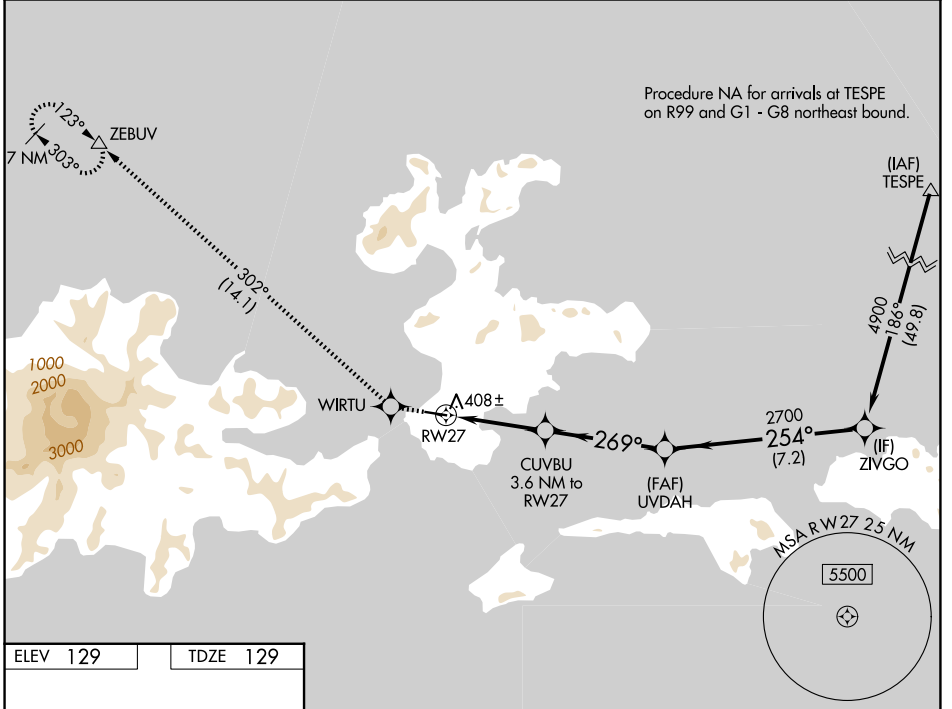 Procedure NA for arrivals at TESPE
on R99 and G1 - G8 northeast bound.
123°
ZEBUV
7 NM
303°
(IAF)
TESPE
302°
(14.1)
4900
186°
(49.8)
1000
2000
3000
WIRTU
408±
RW27
CUVBU
3.6 NM to
RW27
269°
(FAF)
UVDAH
2700
254°
(7.2)
(IF)
ZIVGO
MSA RW27 25 NM
5500
ELEV 129
TDZE 129